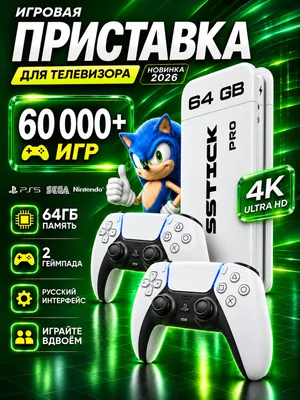 ИГРОВАЯ
ПРИСТАВКА
ДЛЯ ТЕЛЕВИЗОРА
НОВИНКА
2026
60 000+
ИГР
PS5 SEGA Nintendo
64ГБ
ПАМЯТЬ
2
ГЕЙМПАДА
РУССКИЙ
ИНТЕРФЕЙС
ИГРАЙТЕ
ВДВОЁМ
64 GB
SSTICK
PRO
4K
ULTRA HD